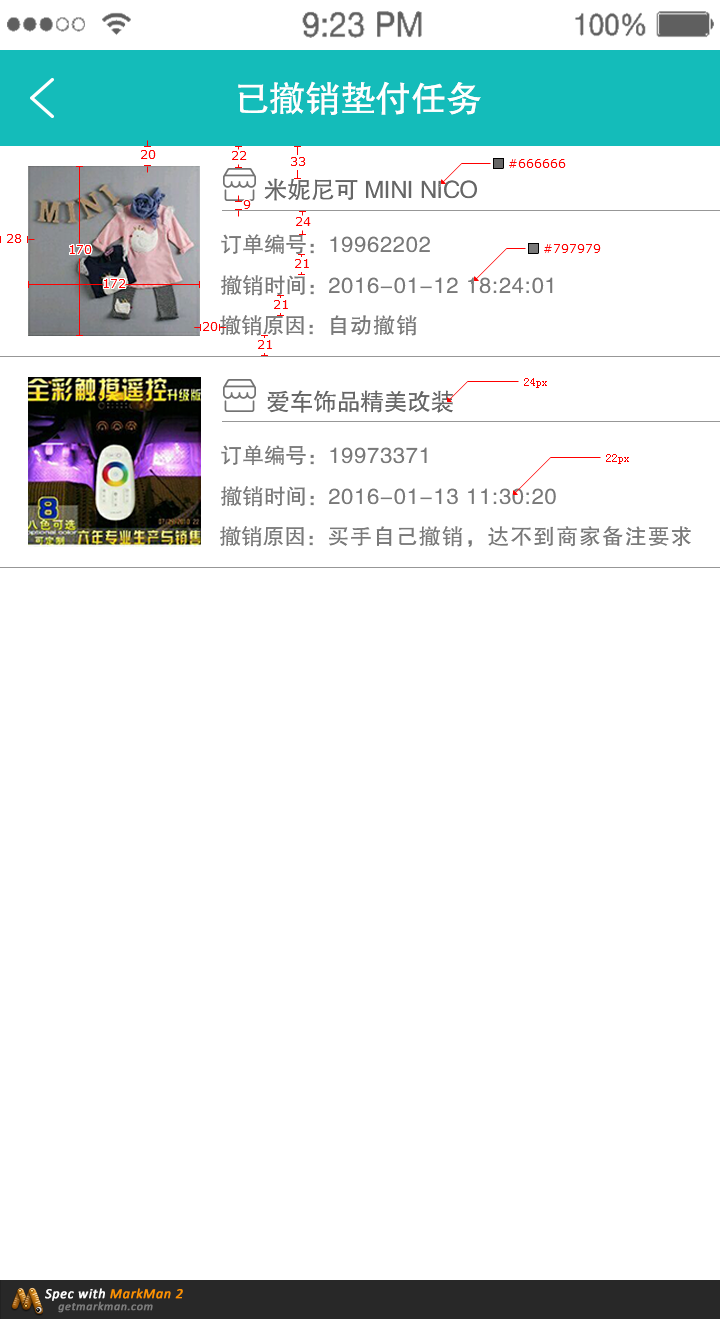 9:23 PM 100%
已撤销垫付任务
20
22
33
#666666
MINI
米妮尼可 MINI NICO
9
24
28
170
订单编号：19962202
#797979
21
172
撤销时间：2016-01-12 18:24:01
21
20
撤销原因：自动撤销
21
全彩触摸遥控升级版
爱车饰品精美改装
24px
订单编号：19973371
22px
8
撤销时间：2016-01-13 11:30:20
八色可选
optional color
可定制
六年专业生产与销售
撤销原因：买手自己撤销，达不到商家备注要求
Spec with MarkMan 2
getmarkman.com